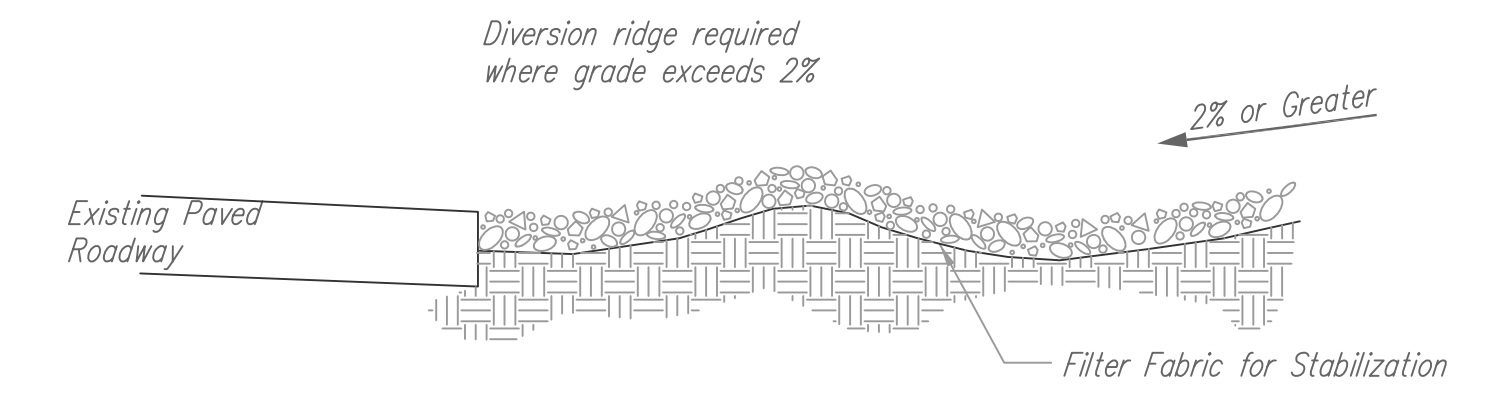 Diversion ridge required
where grade exceeds 2%
2% or Greater
Existing Paved
Roadway
Filter Fabric for Stabilization